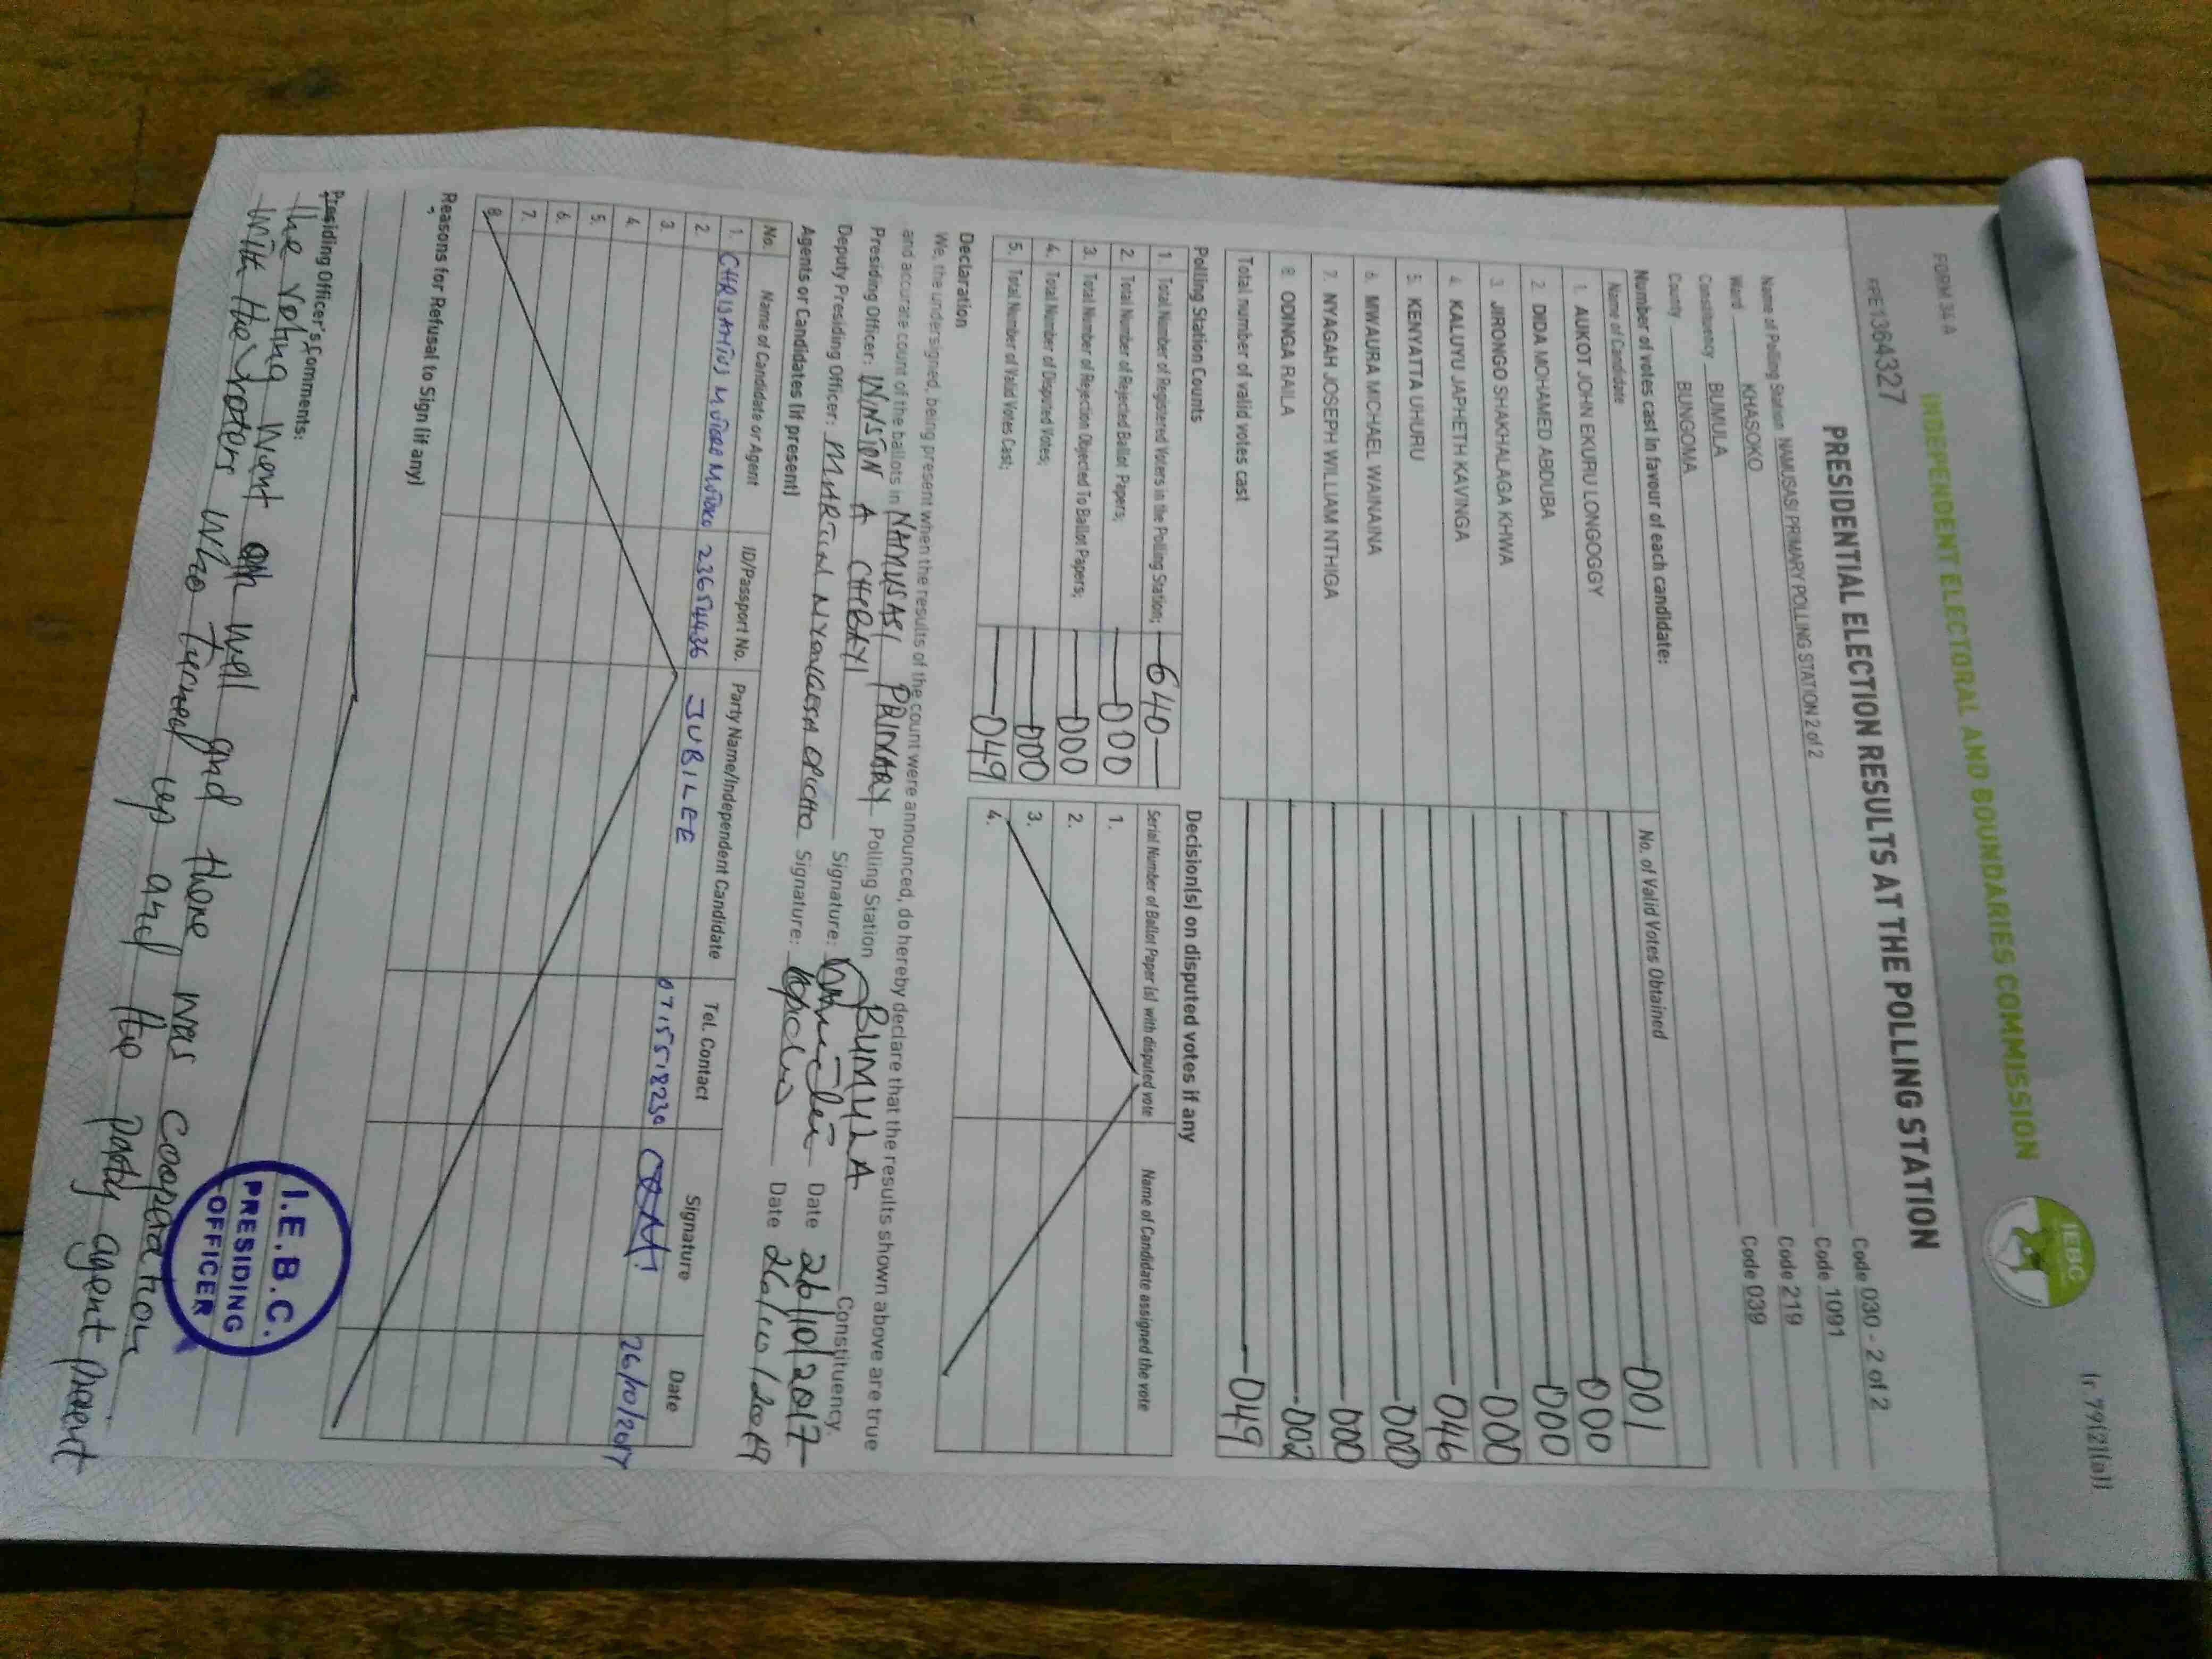 FORM 34 A (r.79(2)(a))
INDEPENDENT ELECTORAL AND BOUNDARIES COMMISSION
IEBC
PRE1364327
PRESIDENTIAL ELECTION RESULTS AT THE POLLING STATION
Name of Polling Station NAMUSASI PRIMARY POLLING STATION 2 of 2 Code 030 - 2 of 2
Ward KHASOKO Code 1091
Constituency BUMULA Code 219
County BUNGOMA Code 039
Number of votes cast in favour of each candidate:
Name of Candidate No. of Valid Votes Obtained
1. AUKOT JOHN EKURU LONGOGGY 001
2. DIDA MOHAMED ABDUBA 000
3. JIRONGO SHAKHALAGA KHWA 000
4. KALUYU JAPHETH KAVINGA 000
5. KENYATTA UHURU 046
6. MWAURA MICHAEL WAINAINA 000
7. NYAGAH JOSEPH WILLIAM NTHIGA 000
8. ODINGA RAILA 002
Total number of valid votes cast 049
Polling Station Counts
1. Total Number of Registered Voters in the Polling Station; 640
2. Total Number of Rejected Ballot Papers; 000
3. Total Number of Rejection Objected To Ballot Papers; 000
4. Total Number of Disputed Votes; 000
5. Total Number of Valid Votes Cast; 049
Decision(s) on disputed votes if any
Serial Number of Ballot Paper (s) with disputed vote Name of Candidate assigned the vote
1.
2.
3.
4.
Declaration
We, the undersigned, being present when the results of the count were announced, do hereby declare that the results shown above are true
and accurate count of the ballots in NAMUSASI PRIMARY Polling Station BUMULA Constituency.
Presiding Officer: WINSTON A CHEBAYI Signature: Date 26/10/2017
Deputy Presiding Officer: MARTIN Signature: Date
Agents or Candidates (if present)
No. Name of Candidate or Agent ID/Passport No. Party Name/Independent Candidate Tel. Contact Signature Date
1. 23654436 JUBILEE 0715518230 26/10/2017
2.
3.
4.
5.
6.
7.
8.
Reasons for Refusal to Sign (if any)
Presiding Officer's Comments:
The voting went on well and there was cooperation
with the voters who turned up and the party agent present
I.E.B.C.
PRESIDING
OFFICER